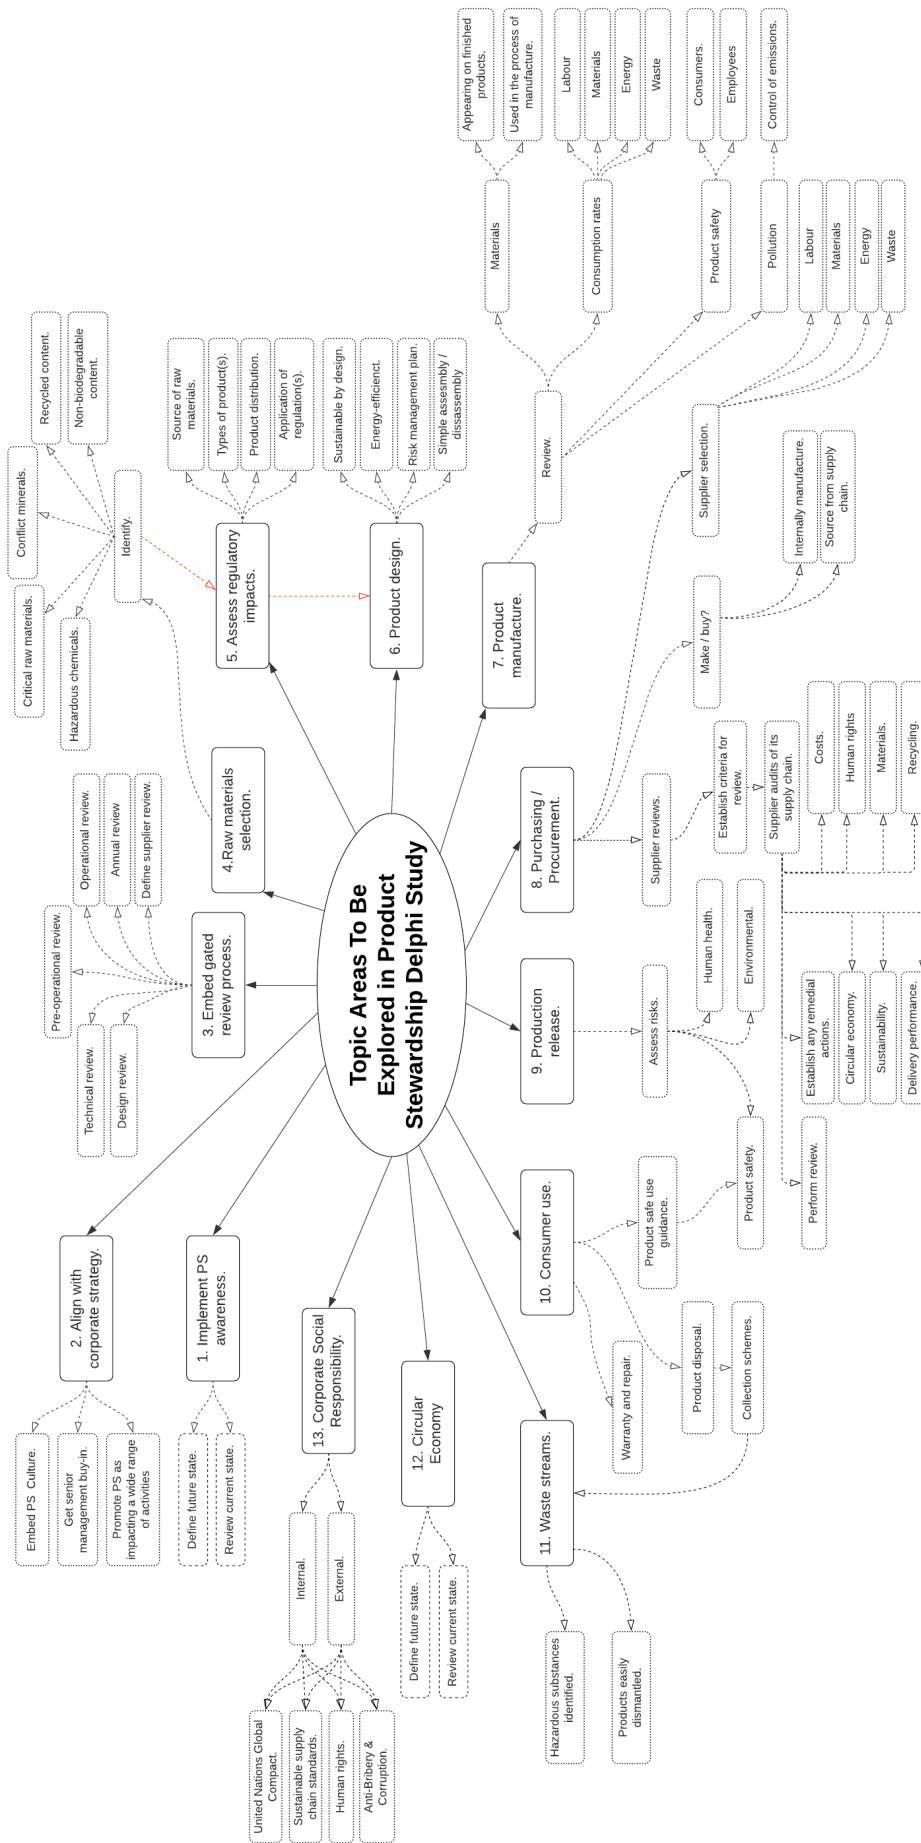 Topic Areas To Be
Explored in Product
Stewardship Delphi Study
1. Implement PS
awareness.
Define future state.
Review current state.
2. Align with
corporate strategy.
Embed PS Culture.
Get senior
management buy-in.
Promote PS as
impacting a wide range
of activities
3. Embed gated
review process.
Technical review.
Design review.
Pre-operational review.
Operational review.
Annual review
Define supplier review.
4.Raw materials
selection.
Identify.
Hazardous chemicals.
Critical raw materials.
Conflict minerals.
Recycled content.
Non-biodegradable
content.
5. Assess regulatory
impacts.
Source of raw
materials.
Types of product(s).
Product distribution.
Application of
regulation(s).
6. Product design.
Sustainable by design.
Energy-efficienct.
Risk management plan.
Simple assesmbly /
dissassembly
7. Product
manufacture.
Review.
Materials
Appearing on finished
products.
Used in the process of
manufacture.
Consumption rates
Labour
Materials
Energy
Waste
Product safety
Consumers.
Employees
Pollution
Control of emissions.
8. Purchasing /
Procurement.
Supplier selection.
Labour
Materials
Energy
Waste
Make / buy?
Internally manufacture.
Source from supply
chain.
Supplier reviews.
Establish criteria for
review.
Supplier audits of its
supply chain.
Costs.
Human rights
Materials.
Recycling.
Establish any remedial
actions.
Circular economy.
Sustainability.
Delivery performance.
Perform review.
9. Production
release.
Assess risks.
Human health.
Environmental.
Product safety.
10. Consumer use.
Product safe use
guidance.
Product disposal.
Collection schemes.
Warranty and repair.
11. Waste streams.
Hazardous substances
identified.
Products easily
dismantled.
12. Circular
Economy
Define future state.
Review current state.
13. Corporate Social
Responsibility.
Internal.
External.
United Nations Global
Compact.
Sustainable supply
chain standards.
Human rights.
Anti-Bribery &
Corruption.